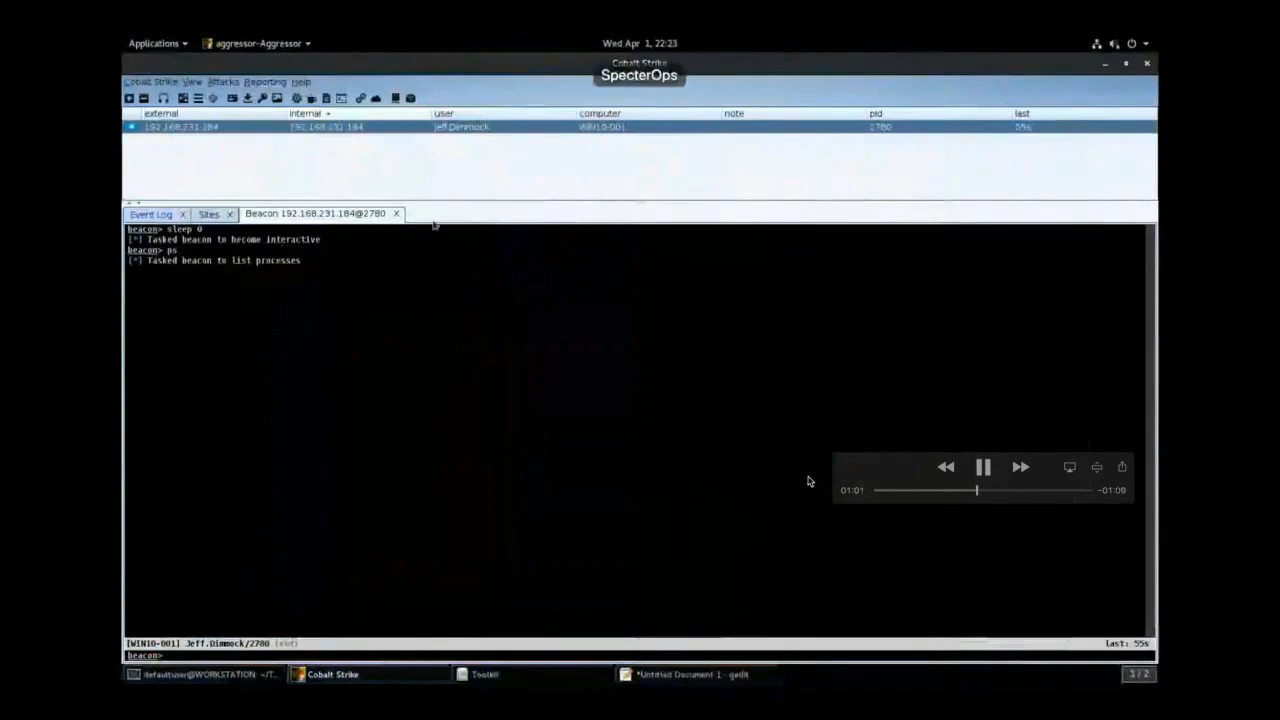 Applications aggressor-Aggressor Wed Apr 1, 22:23
Cobalt Strike
SpecterOps
Cobalt Strike View Attacks Reporting Help
external internal user computer note pid last
192.168.231.184 192.168.231.184 Jeff.Dimmock WIN10-001 2780 55s
Event Log X Sites X Beacon 192.168.231.184@2780 X
beacon> sleep 0
[*] Tasked beacon to become interactive
beacon> ps
[*] Tasked beacon to list processes
01:01 -01:09
[WIN10-001] Jeff.Dimmock/2780 last: 55s
beacon>
defaultuser@WORKSTATION: ~/T... Cobalt Strike Toolkit *Untitled Document 1 - gedit 1 / 2